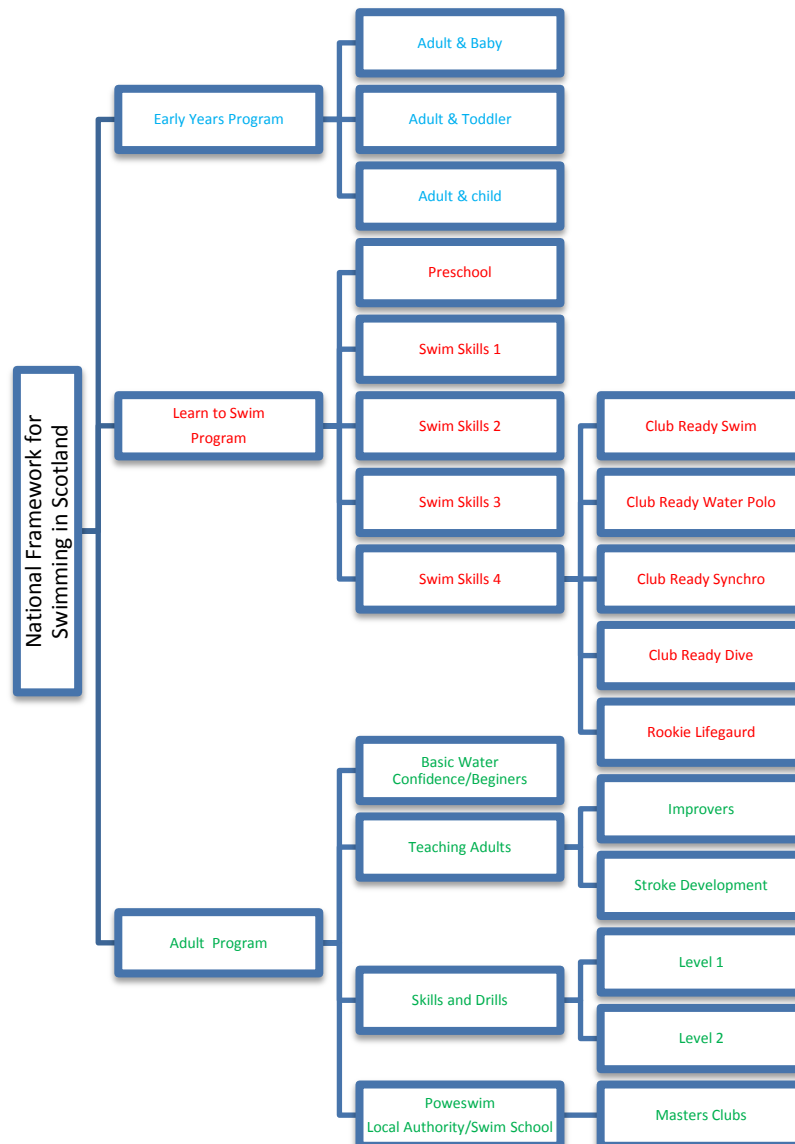 National Framework for
Swimming in Scotland
Early Years Program
Adult & Baby
Adult & Toddler
Adult & child
Learn to Swim
Program
Preschool
Swim Skills 1
Swim Skills 2
Swim Skills 3
Swim Skills 4
Club Ready Swim
Club Ready Water Polo
Club Ready Synchro
Club Ready Dive
Rookie Lifegaurd
Adult Program
Basic Water
Confidence/Beginers
Teaching Adults
Improvers
Stroke Development
Skills and Drills
Level 1
Level 2
Poweswim
Local Authority/Swim School
Masters Clubs